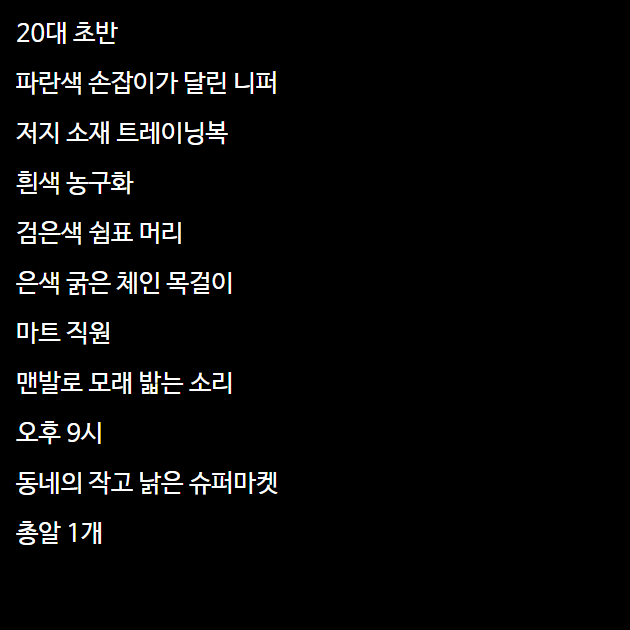 20대 초반
파란색 손잡이가 달린 니퍼
저지 소재 트레이닝복
흰색 농구화
검은색 쉼표 머리
은색 굵은 체인 목걸이
마트 직원
맨발로 모래 밟는 소리
오후 9시
동네의 작고 낡은 슈퍼마켓
총알 1개